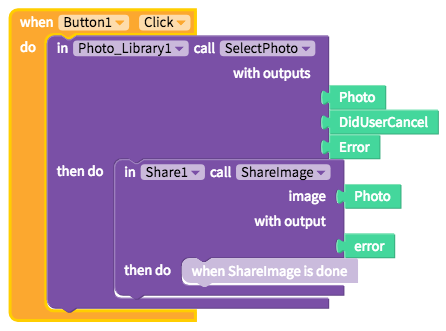 when Button1 Click
do in Photo_Library1 call SelectPhoto
with outputs
Photo
DidUserCancel
Error
then do in Share1 call ShareImage
image Photo
with output
error
then do when ShareImage is done